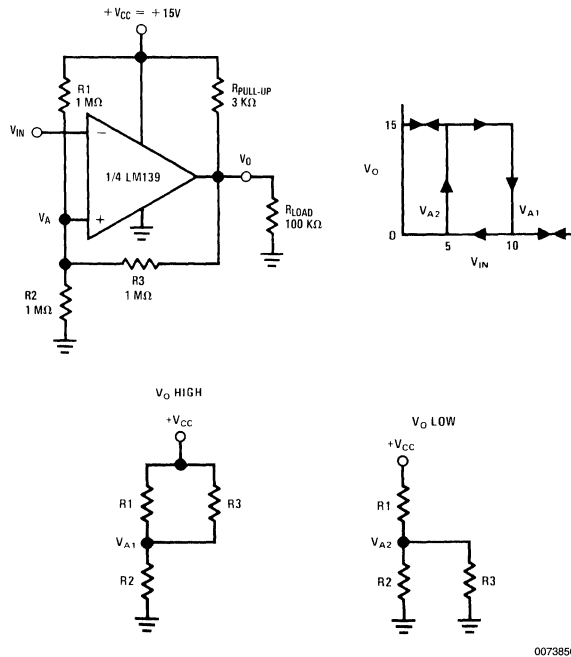 +VCC = +15V
R1
1 MΩ
RPULL-UP
3 KΩ
VIN
−
1/4 LM139
VO
VA
+
RLOAD
100 KΩ
R3
1 MΩ
R2
1 MΩ
15
VO
VA2
VA1
0
5
10
VIN
VO HIGH
+VCC
R1
R3
VA1
R2
VO LOW
+VCC
R1
VA2
R2
R3